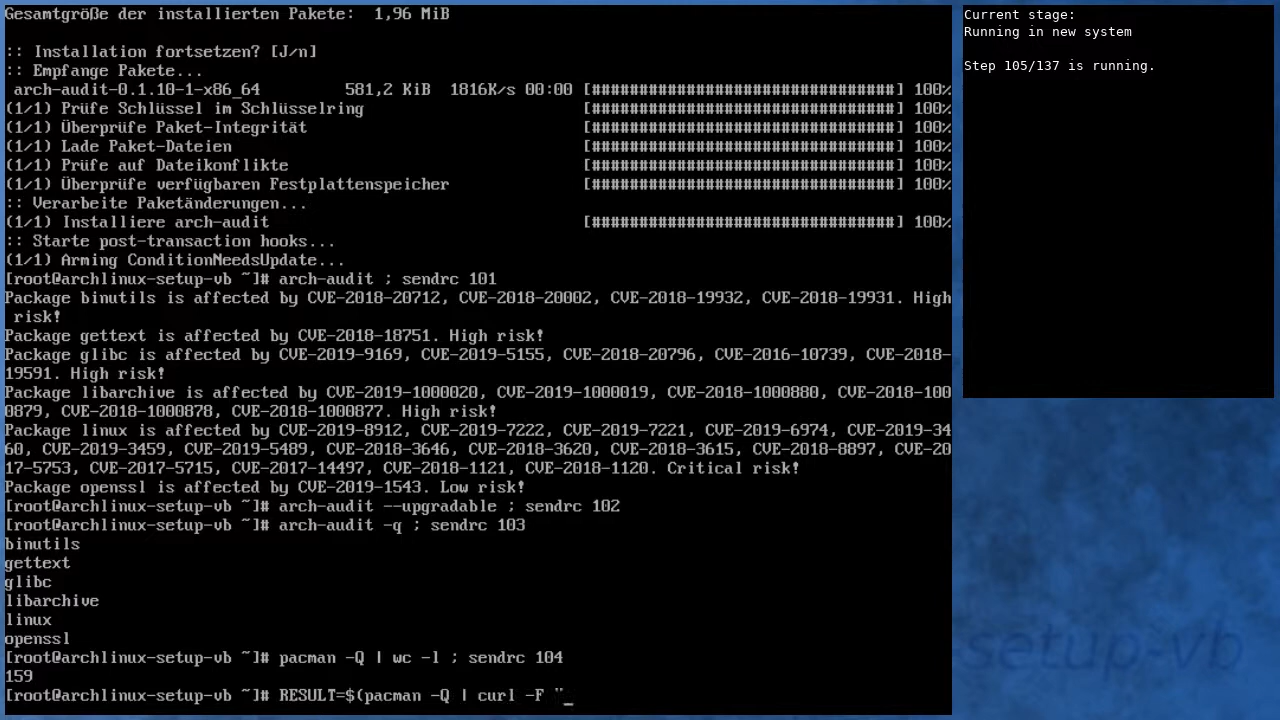 Gesamtgröße der installierten Pakete:  1,96 MiB
:: Installation fortsetzen? [J/n]
:: Empfange Pakete...
 arch-audit-0.1.10-1-x86_64         581,2 KiB  1816K/s 00:00 [################################] 100%
(1/1) Prüfe Schlüssel im Schlüsselring                       [################################] 100%
(1/1) Überprüfe Paket-Integrität                             [################################] 100%
(1/1) Lade Paket-Dateien                                     [################################] 100%
(1/1) Prüfe auf Dateikonflikte                               [################################] 100%
(1/1) Überprüfe verfügbaren Festplattenspeicher              [################################] 100%
:: Verarbeite Paketänderungen...
(1/1) Installiere arch-audit                                 [################################] 100%
:: Starte post-transaction hooks...
(1/1) Arming ConditionNeedsUpdate...
[root@archlinux-setup-vb ~]# arch-audit ; sendrc 101
Package binutils is affected by CVE-2018-20712, CVE-2018-20002, CVE-2018-19932, CVE-2018-19931. High
 risk!
Package gettext is affected by CVE-2018-18751. High risk!
Package glibc is affected by CVE-2019-9169, CVE-2019-5155, CVE-2018-20796, CVE-2016-10739, CVE-2018-
19591. High risk!
Package libarchive is affected by CVE-2019-1000020, CVE-2019-1000019, CVE-2018-1000880, CVE-2018-100
0879, CVE-2018-1000878, CVE-2018-1000877. High risk!
Package linux is affected by CVE-2019-8912, CVE-2019-7222, CVE-2019-7221, CVE-2019-6974, CVE-2019-34
60, CVE-2019-3459, CVE-2019-5489, CVE-2018-3646, CVE-2018-3620, CVE-2018-3615, CVE-2018-8897, CVE-20
17-5753, CVE-2017-5715, CVE-2017-14497, CVE-2018-1121, CVE-2018-1120. Critical risk!
Package openssl is affected by CVE-2019-1543. Low risk!
[root@archlinux-setup-vb ~]# arch-audit --upgradable ; sendrc 102
[root@archlinux-setup-vb ~]# arch-audit -q ; sendrc 103
binutils
gettext
glibc
libarchive
linux
openssl
[root@archlinux-setup-vb ~]# pacman -Q | wc -l ; sendrc 104
159
[root@archlinux-setup-vb ~]# RESULT=$(pacman -Q | curl -F "_
Current stage:
Running in new system
Step 105/137 is running.
setup-vb